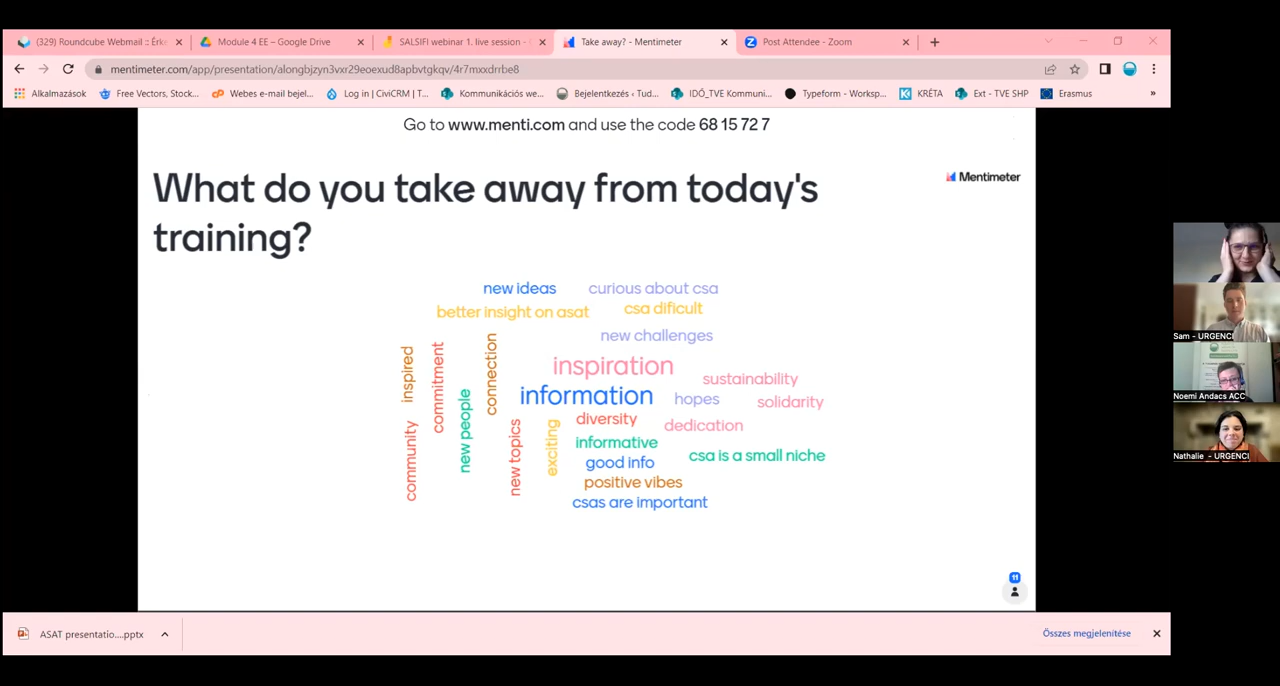 (329) Roundcube Webmail :: Érke
Module 4 EE – Google Drive
SALSIFI webinar 1. live session -
Take away? - Mentimeter
Post Attendee - Zoom
mentimeter.com/app/presentation/alongbjzyn3vxr29eoexud8apbvtgkqv/4r7mxxdrrbe8
Alkalmazások
Free Vectors, Stock...
Webes e-mail bejel...
Log in | CiviCRM | T...
Kommunikációs we...
Bejelentkezés ‹ Tud...
IDŐ_TVE Kommuni...
Typeform - Worksp...
KRÉTA
Ext - TVE SHP
Erasmus
»
Go to www.menti.com and use the code 68 15 72 7
Mentimeter
What do you take away from today's
training?
new ideas
curious about csa
better insight on asat
csa dificult
new challenges
inspired
commitment
connection
inspiration
sustainability
information
hopes
solidarity
new people
diversity
dedication
community
new topics
exciting
informative
csa is a small niche
good info
positive vibes
csas are important
11
Sam - URGENCI
Noemi Andacs ACC
Nathalie - URGENCI
ASAT presentatio....pptx
Összes megjelenítése